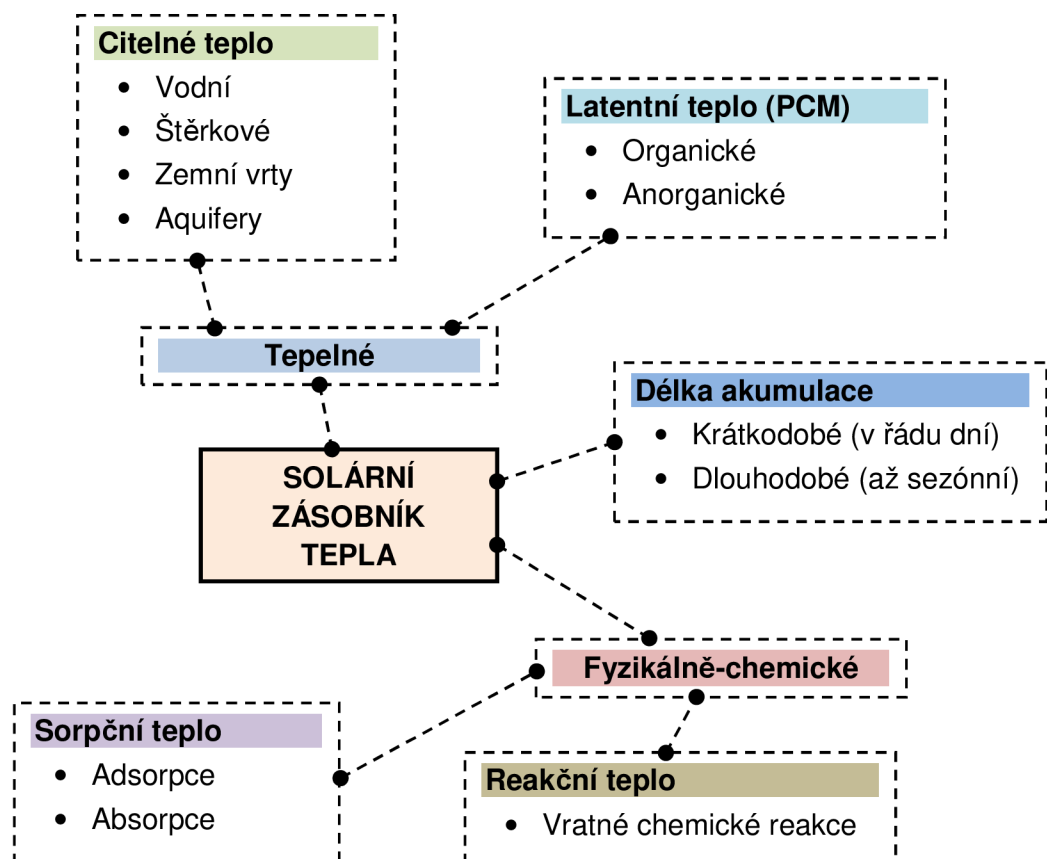 Citelné teplo
• Vodní
• Štěrkové
• Zemní vrty
• Aquifery
Latentní teplo (PCM)
• Organické
• Anorganické
Tepelné
Délka akumulace
• Krátkodobé (v řádu dní)
• Dlouhodobé (až sezónní)
SOLÁRNÍ
ZÁSOBNÍK
TEPLA
Fyzikálně-chemické
Sorpční teplo
• Adsorpce
• Absorpce
Reakční teplo
• Vratné chemické reakce